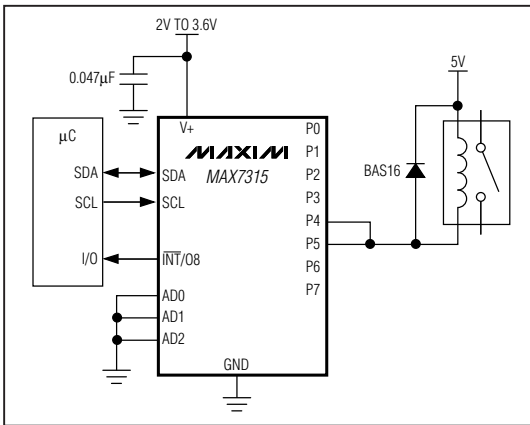 2V TO 3.6V
0.047μF
5V
μC
V+
MAXIM
MAX7315
P0
P1
P2
P3
P4
P5
P6
P7
BAS16
SDA
SDA
SCL
SCL
I/O
INT/O8
AD0
AD1
AD2
GND